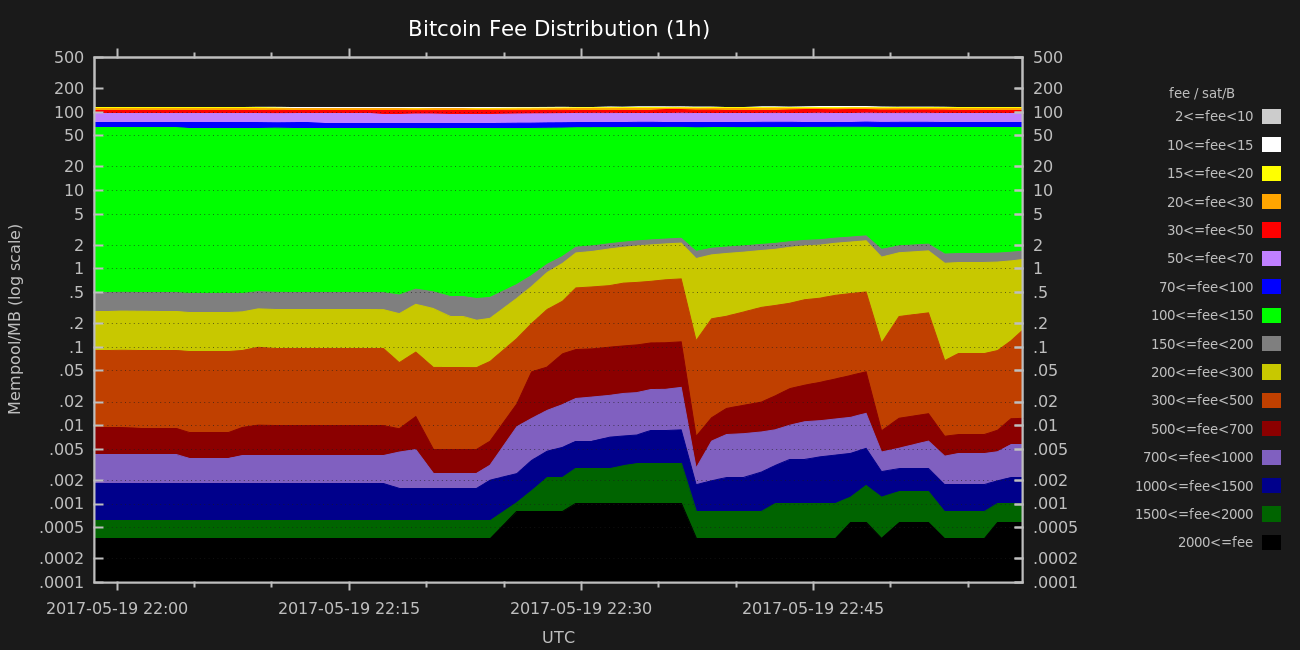 Bitcoin Fee Distribution (1h)
Mempool/MB (log scale)
500
200
100
50
20
10
5
2
1
.5
.2
.1
.05
.02
.01
.005
.002
.001
.0005
.0002
.0001
500
200
100
50
20
10
5
2
1
.5
.2
.1
.05
.02
.01
.005
.002
.001
.0005
.0002
.0001
2017-05-19 22:00
2017-05-19 22:15
2017-05-19 22:30
2017-05-19 22:45
UTC
fee / sat/B
2<=fee<10
10<=fee<15
15<=fee<20
20<=fee<30
30<=fee<50
50<=fee<70
70<=fee<100
100<=fee<150
150<=fee<200
200<=fee<300
300<=fee<500
500<=fee<700
700<=fee<1000
1000<=fee<1500
1500<=fee<2000
2000<=fee